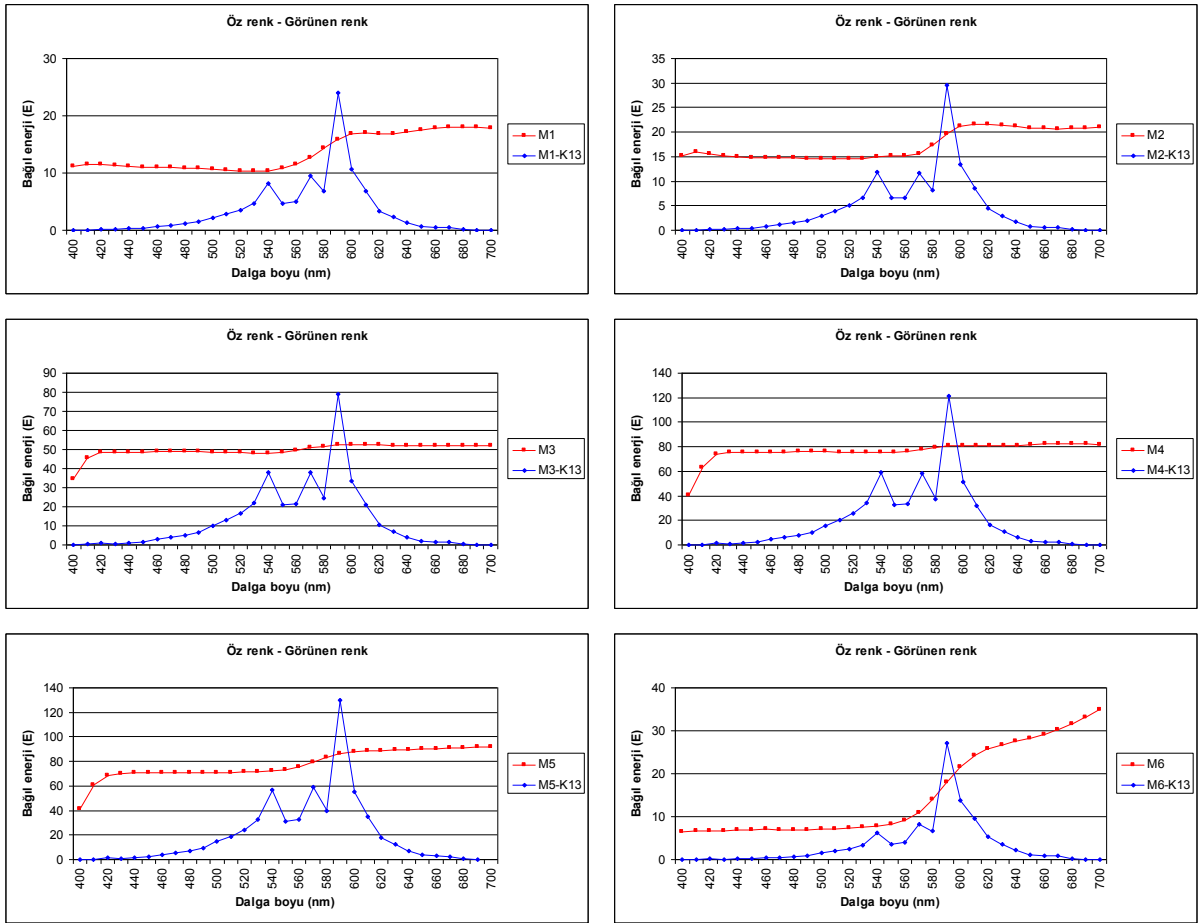 Öz renk - Görünen renk
30
20
10
0
Bağıl enerji (E)
400 420 440 460 480 500 520 540 560 580 600 620 640 660 680 700
Dalga boyu (nm)
M1
M1-K13
Öz renk - Görünen renk
35
30
25
20
15
10
5
0
Bağıl enerji (E)
400 420 440 460 480 500 520 540 560 580 600 620 640 660 680 700
Dalga boyu (nm)
M2
M2-K13
Öz renk - Görünen renk
90
80
70
60
50
40
30
20
10
0
Bağıl enerji (E)
400 420 440 460 480 500 520 540 560 580 600 620 640 660 680 700
Dalga boyu (nm)
M3
M3-K13
Öz renk - Görünen renk
140
120
100
80
60
40
20
0
Bağıl enerji (E)
400 420 440 460 480 500 520 540 560 580 600 620 640 660 680 700
Dalga boyu (nm)
M4
M4-K13
Öz renk - Görünen renk
140
120
100
80
60
40
20
0
Bağıl enerji (E)
400 420 440 460 480 500 520 540 560 580 600 620 640 660 680 700
Dalga boyu (nm)
M5
M5-K13
Öz renk - Görünen renk
40
30
20
10
0
Bağıl enerji (E)
400 420 440 460 480 500 520 540 560 580 600 620 640 660 680 700
Dalga boyu (nm)
M6
M6-K13